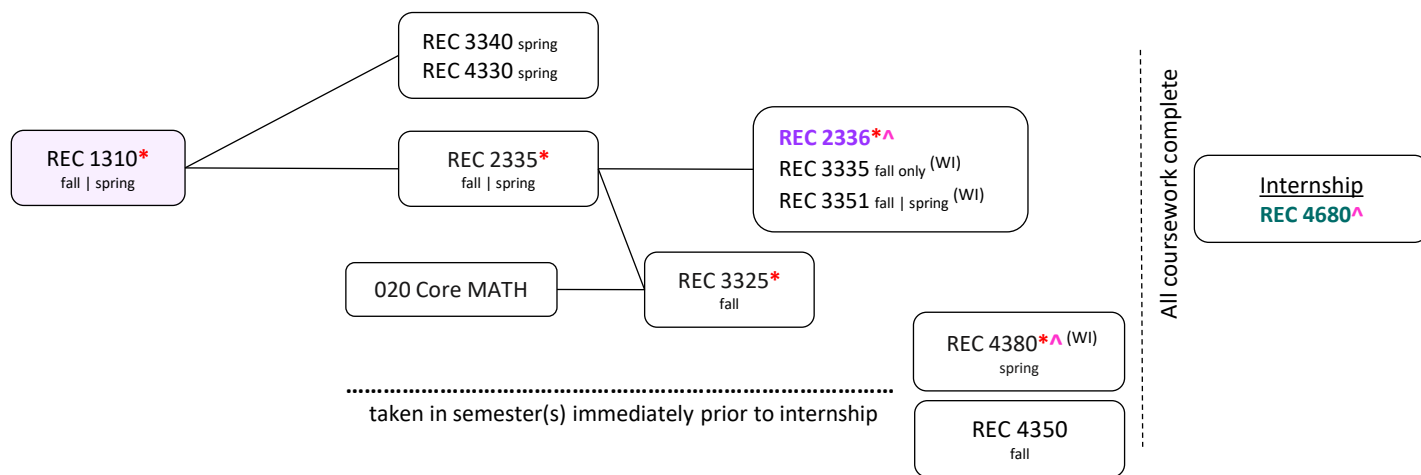 REC 3340 spring
REC 4330 spring
REC 1310*
fall | spring
REC 2335*
fall | spring
REC 2336*^
REC 3335 fall only (WI)
REC 3351 fall | spring (WI)
020 Core MATH
REC 3325*
fall
REC 4380*^ (WI)
spring
taken in semester(s) immediately prior to internship
REC 4350
fall
All coursework complete
Internship
REC 4680^